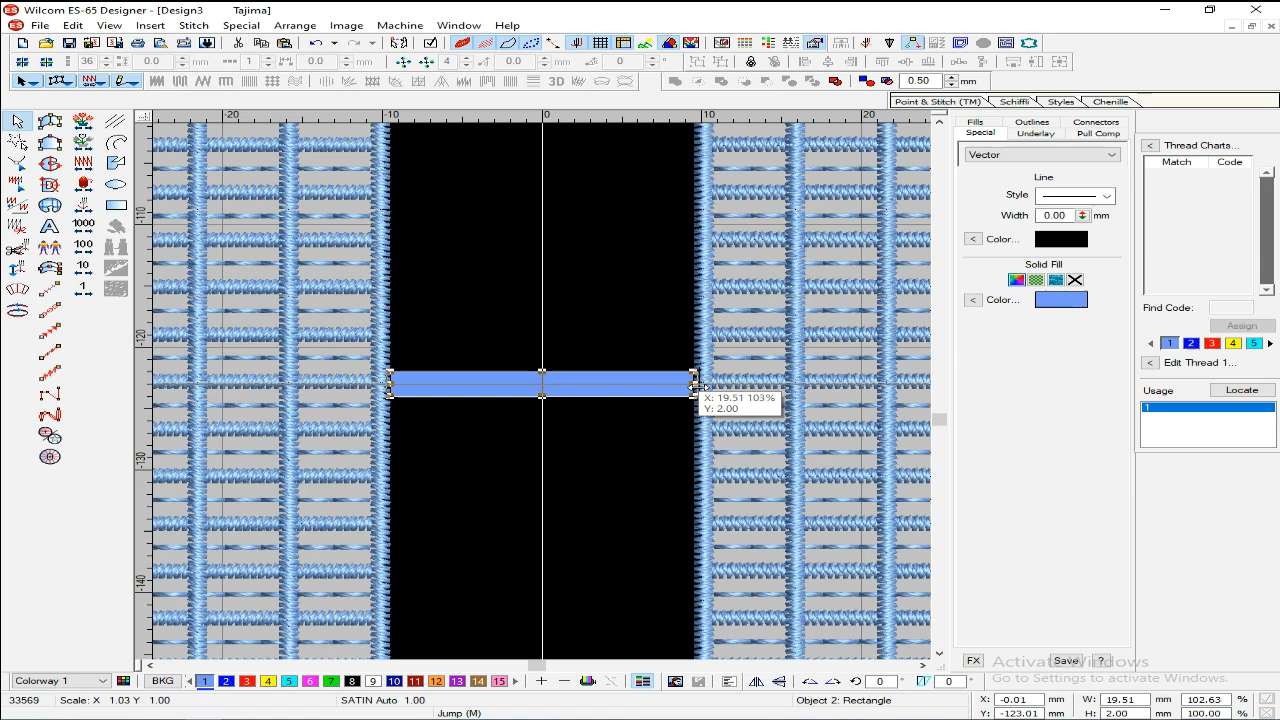 Wilcom ES-65 Designer - [Design3 Tajima]
File Edit View Insert Stitch Special Arrange Image Machine Window Help
36 0.0 mm 1 0.0 mm 4 0.0 mm 0 °
3D 0.50 mm
Point & Stitch (TM) Schiffli Styles Chenille
-20 -10 0 10 20
Fills Outlines Connectors
Special Underlay Pull Comp
< Thread Charts...
Vector
Match Code
Line
Style
Width 0.00 mm
< Color...
Solid Fill
< Color...
-110
-120
-130
-140
1000
100
10
1
Find Code:
Assign
1 2 3 4 5
< Edit Thread 1...
Usage Locate
1
X: 19.51 103%
Y: 2.00
FX Save ?
Activate Windows
Go to Settings to activate Windows.
Colorway 1 BKG 1 2 3 4 5 6 7 8 9 10 11 12 13 14 15 0 ° 0 °
33569 Scale: X 1.03 Y 1.00 SATIN Auto 1.00 Object 2: Rectangle X: -0.01 mm W: 19.51 mm 102.63 %
Jump (M) Y: -123.01 mm H: 2.00 mm 100.00 %